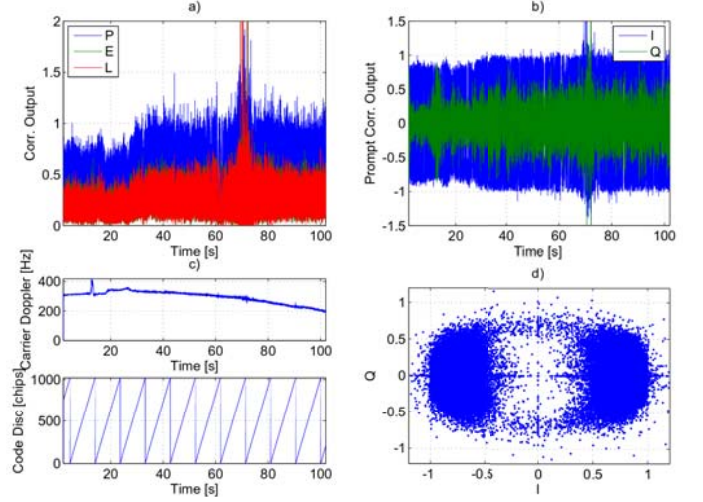 a)
2
1.5
1
0.5
0
P
E
L
Corr. Output
20
40
60
80
100
Time [s]
b)
1.5
1
0.5
0
-0.5
-1
-1.5
I
Q
Prompt Corr. Output
20
40
60
80
100
Time [s]
c)
400
200
0
Carrier Doppler [Hz]
20
40
60
80
100
Time [s]
1000
500
0
Code Disc [chips]
20
40
60
80
100
Time [s]
d)
1
0.5
0
-0.5
-1
Q
-1
-0.5
0
0.5
1
I